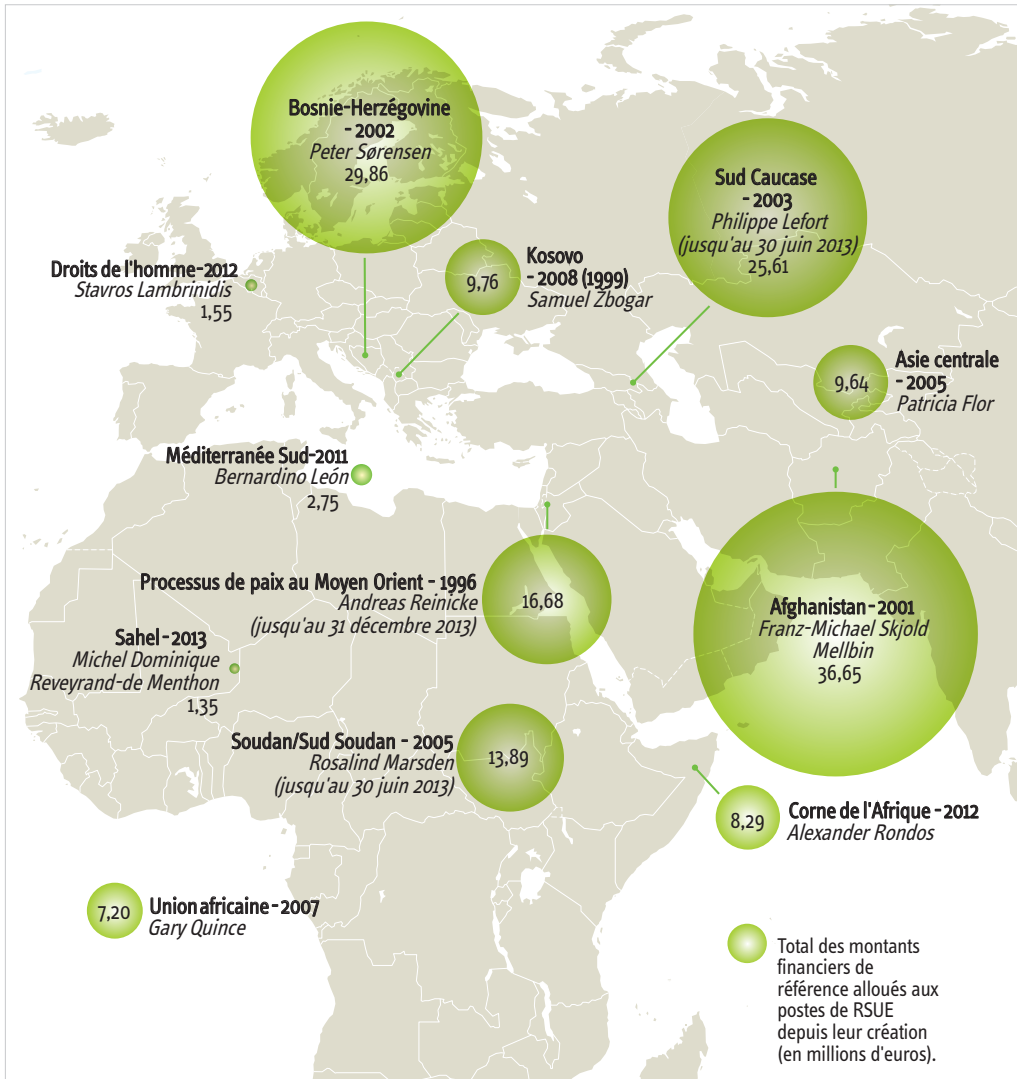 Bosnie-Herzégovine
- 2002
Peter Sørensen
29,86
Sud Caucase
- 2003
Philippe Lefort
(jusqu'au 30 juin 2013)
25,61
Droits de l'homme-2012
Stavros Lambrinidis
1,55
9,76
Kosovo
- 2008 (1999)
Samuel Žbogar
9,64
Asie centrale
- 2005
Patricia Flor
Méditerranée Sud-2011
Bernardino León
2,75
Processus de paix au Moyen Orient - 1996
Andreas Reinicke
(jusqu'au 31 décembre 2013)
16,68
Afghanistan - 2001
Franz-Michael Skjold
Mellbin
36,65
Sahel - 2013
Michel Dominique
Reveyrand-de Menthon
1,35
Soudan/Sud Soudan - 2005
Rosalind Marsden
(jusqu'au 30 juin 2013)
13,89
8,29
Corne de l'Afrique - 2012
Alexander Rondos
7,20
Union africaine - 2007
Gary Quince
Total des montants
financiers de
référence alloués aux
postes de RSUE
depuis leur création
(en millions d'euros).